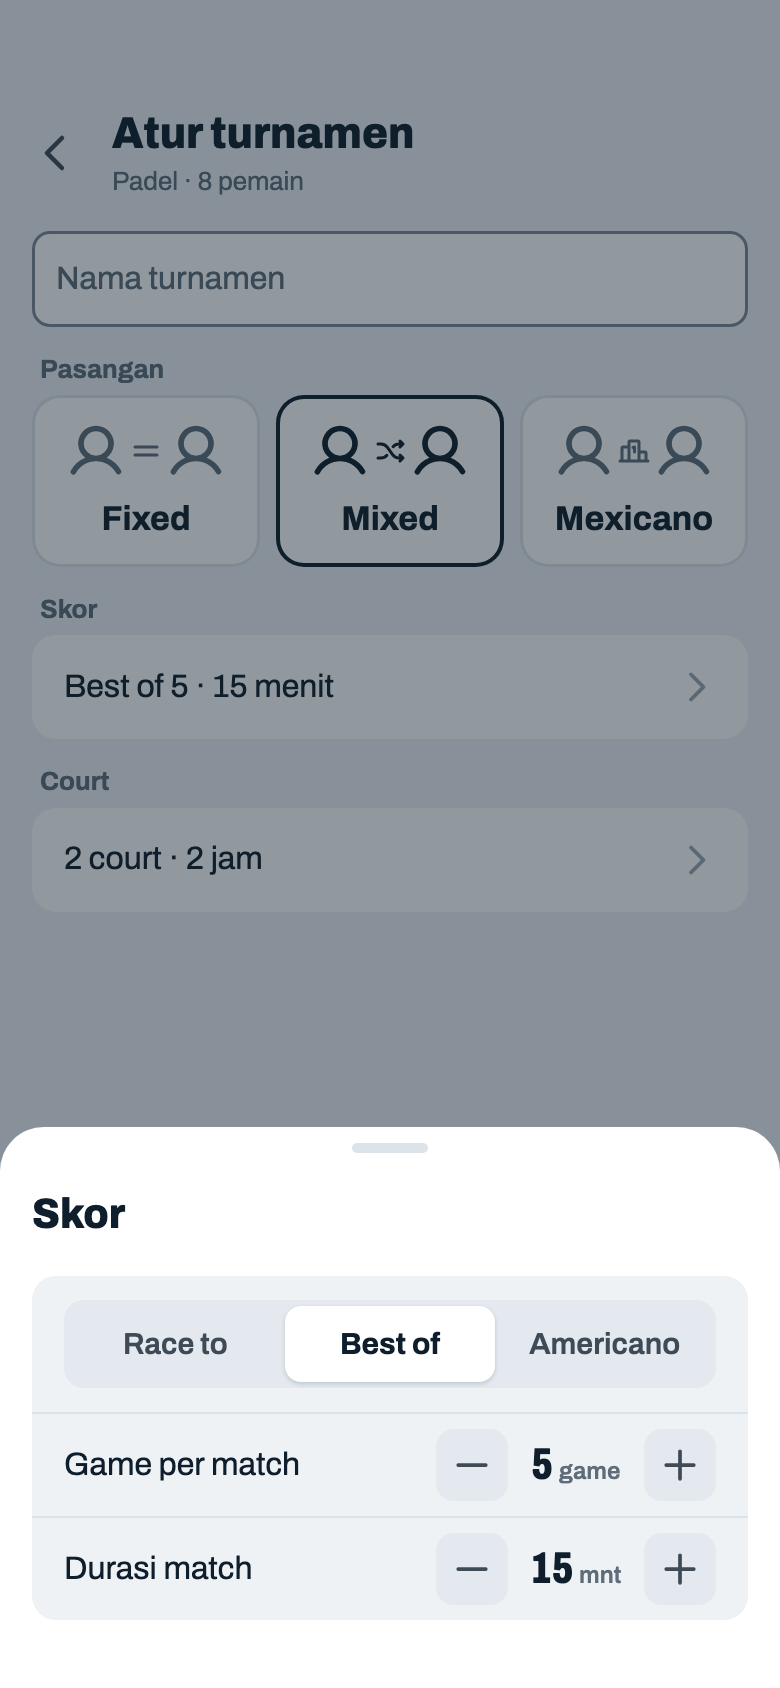 Atur turnamen
Padel · 8 pemain
Nama turnamen
Pasangan
Fixed
Mixed
Mexicano
Skor
Best of 5 · 15 menit
Court
2 court · 2 jam
Skor
Race to
Best of
Americano
Game per match
5 game
Durasi match
15 mnt